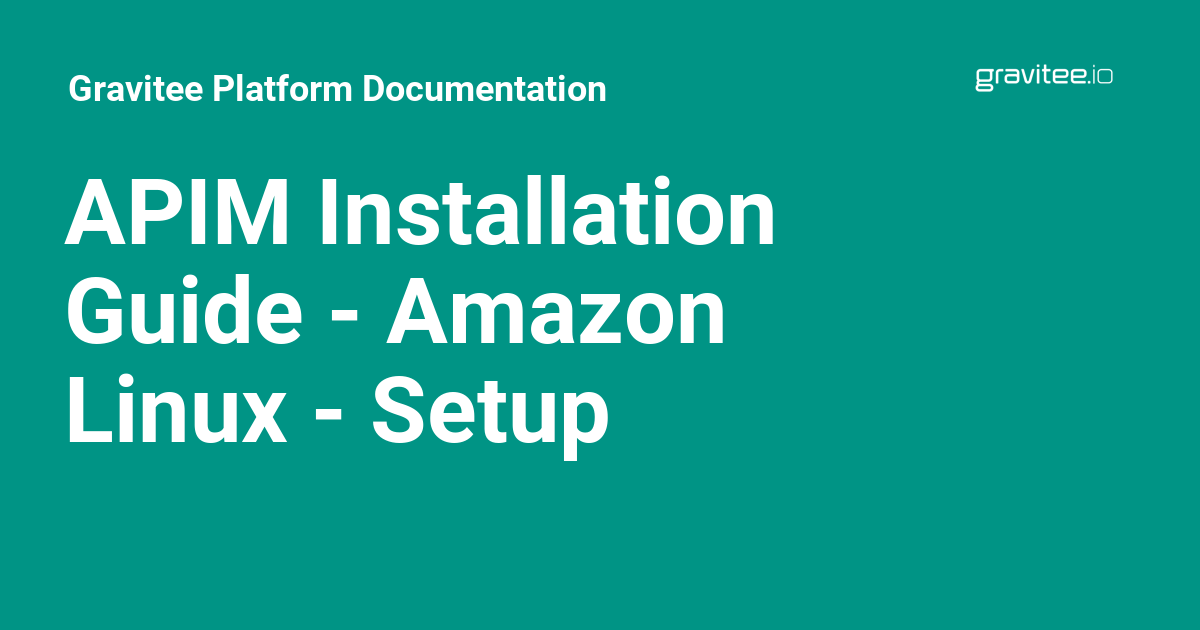 Gravitee Platform Documentation
gravitee.io
APIM Installation
Guide - Amazon
Linux - Setup